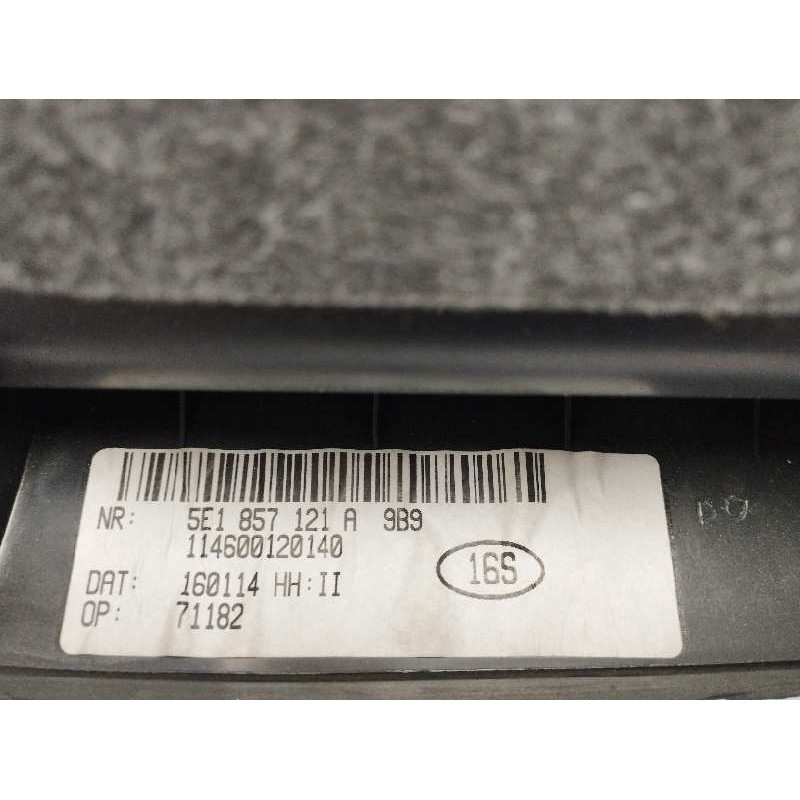 NR: 5E1 857 121 A 9B9
114600120140
16S
DAT: 160114 HH:II
OP: 71182